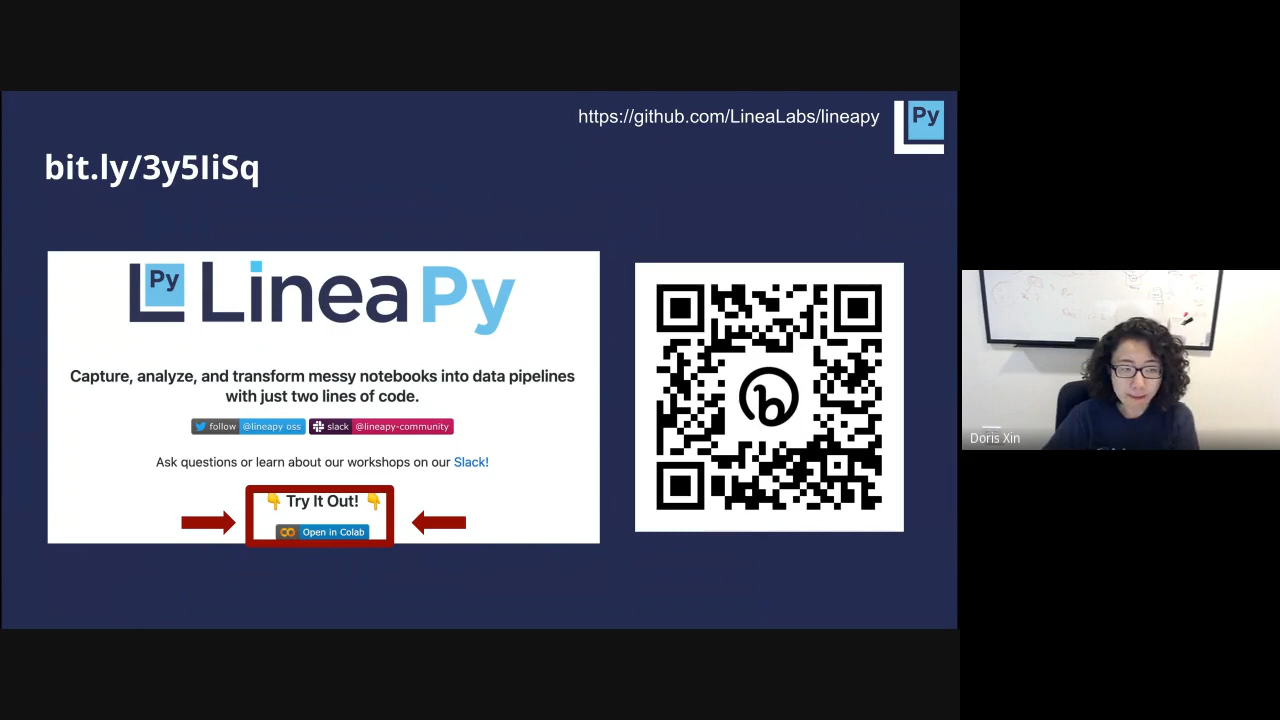 https://github.com/LineaLabs/lineapy
Py
bit.ly/3y5IiSq
Py
LineaPy
Capture, analyze, and transform messy notebooks into data pipelines
with just two lines of code.
follow @lineapy oss slack @lineapy-community
Ask questions or learn about our workshops on our Slack!
👇 Try It Out! 👇
Open in Colab
Doris Xin